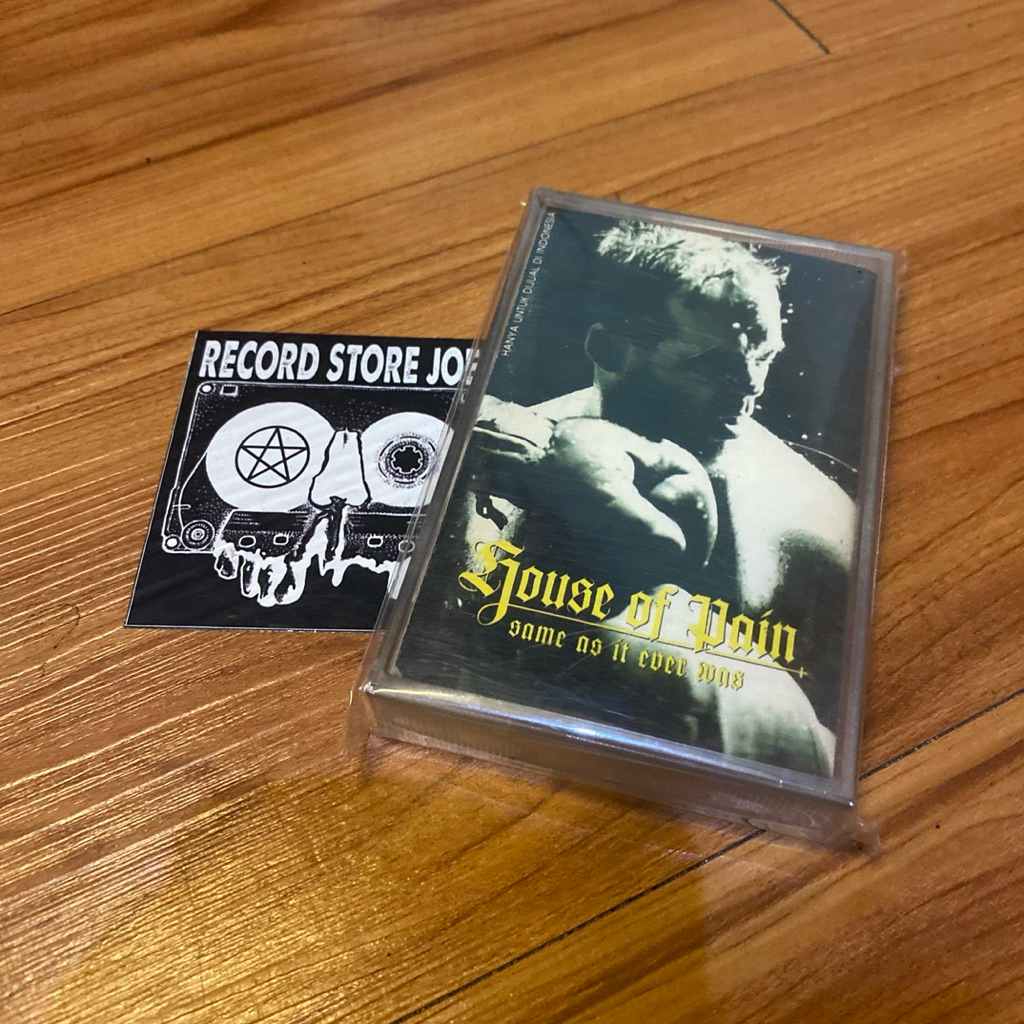 RECORD STORE JOE
HANYA UNTUK DIJUAL DI INDONESIA
House of Pain
same as it ever was